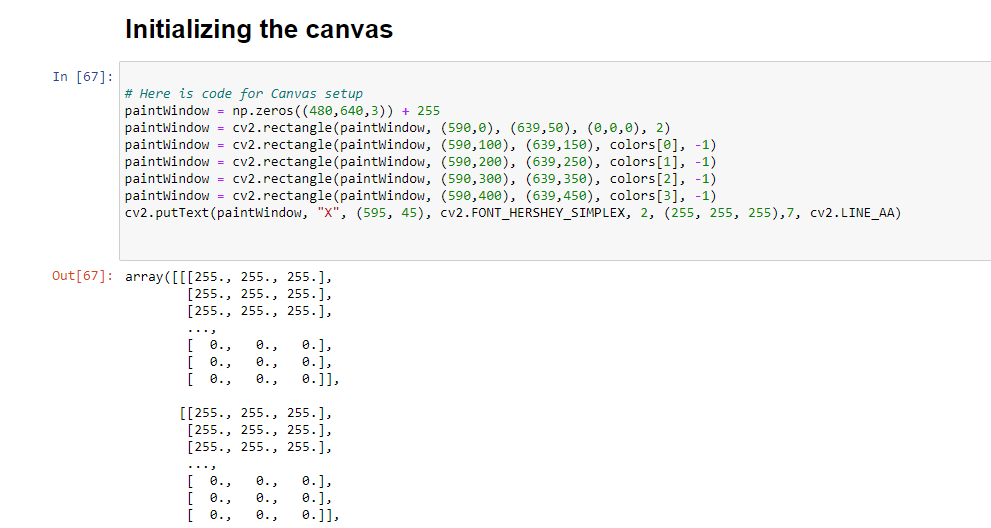 Initializing the canvas
In [67]:
# Here is code for Canvas setup
paintWindow = np.zeros((480,640,3)) + 255
paintWindow = cv2.rectangle(paintWindow, (590,0), (639,50), (0,0,0), 2)
paintWindow = cv2.rectangle(paintWindow, (590,100), (639,150), colors[0], -1)
paintWindow = cv2.rectangle(paintWindow, (590,200), (639,250), colors[1], -1)
paintWindow = cv2.rectangle(paintWindow, (590,300), (639,350), colors[2], -1)
paintWindow = cv2.rectangle(paintWindow, (590,400), (639,450), colors[3], -1)
cv2.putText(paintWindow, "X", (595, 45), cv2.FONT_HERSHEY_SIMPLEX, 2, (255, 255, 255),7, cv2.LINE_AA)
Out[67]: array([[[255., 255., 255.],
[255., 255., 255.],
[255., 255., 255.],
...,
[  0.,   0.,   0.],
[  0.,   0.,   0.],
[  0.,   0.,   0.]],
[[255., 255., 255.],
[255., 255., 255.],
[255., 255., 255.],
...,
[  0.,   0.,   0.],
[  0.,   0.,   0.],
[  0.,   0.,   0.]],